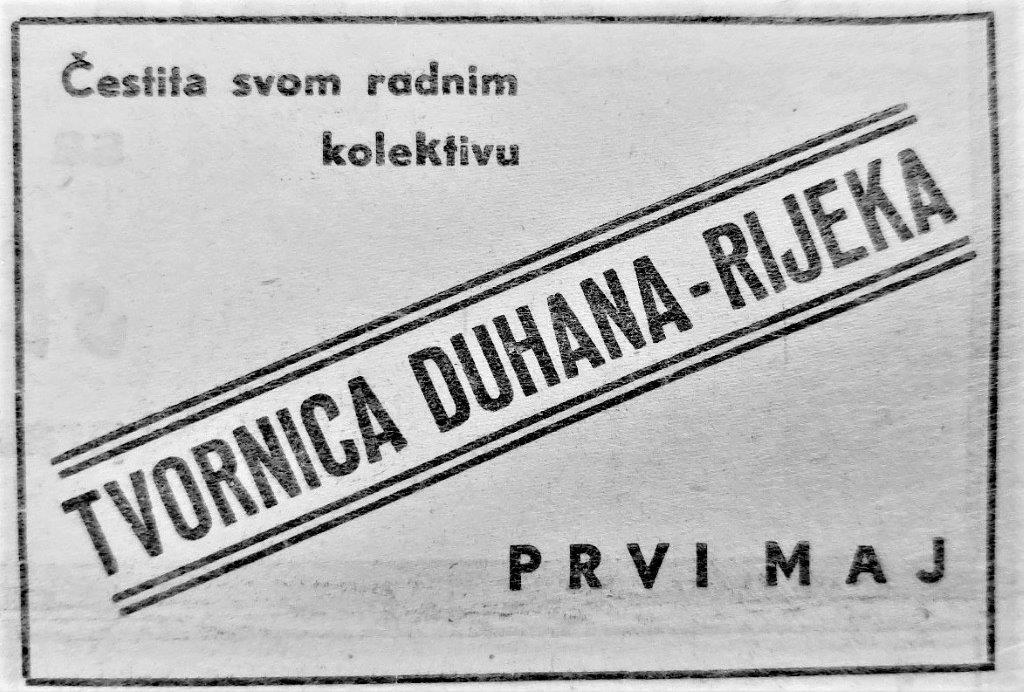 Čestita svom radnim
kolektivu
TVORNICA DUHANA-RIJEKA
PRVI MAJ